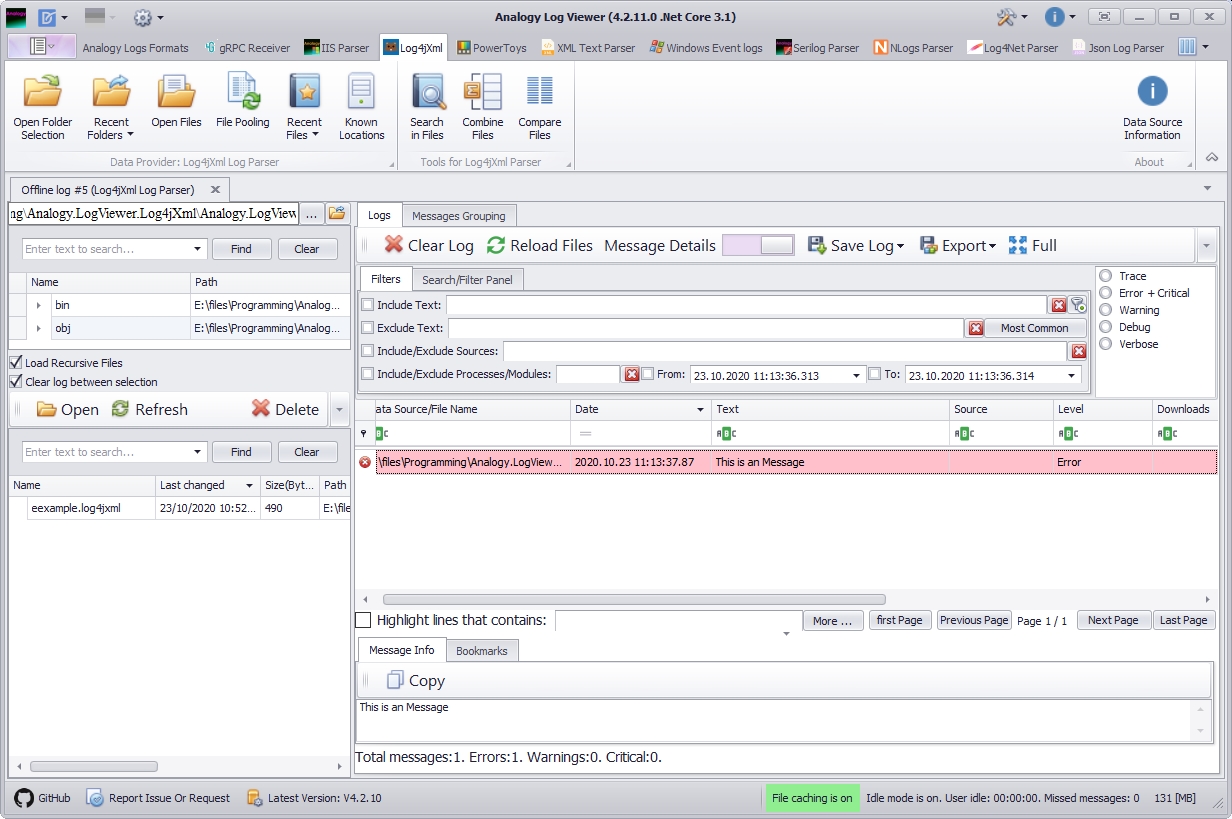 Analogy Log Viewer (4.2.11.0 .Net Core 3.1)
Analogy Logs Formats gRPC Receiver IIS Parser Log4jXml PowerToys XML Text Parser Windows Event logs Serilog Parser NLogs Parser Log4Net Parser Json Log Parser
Open Folder Selection
Recent Folders
Open Files
File Pooling
Recent Files
Known Locations
Search in Files
Combine Files
Compare Files
Data Source Information
Data Provider: Log4jXml Log Parser
Tools for Log4jXml Parser
About
Offline log #5 (Log4jXml Log Parser)
ng\Analogy.LogViewer.Log4jXml\Analogy.LogView ...
Enter text to search... Find Clear
Name Path
bin E:\files\Programming\Analog...
obj E:\files\Programming\Analog...
Load Recursive Files
Clear log between selection
Open Refresh Delete
Enter text to search... Find Clear
Name Last changed Size(Byt... Path
eexample.log4jxml 23/10/2020 10:52... 490 E:\file
Logs Messages Grouping
Clear Log Reload Files Message Details Save Log Export Full
Filters Search/Filter Panel
Include Text:
Exclude Text: Most Common
Include/Exclude Sources:
Include/Exclude Processes/Modules: From: 23.10.2020 11:13:36.313 To: 23.10.2020 11:13:36.314
Trace
Error + Critical
Warning
Debug
Verbose
ata Source/File Name Date Text Source Level Downloads
BC = ABC ABC ABC ABC
\files\Programming\Analogy.LogView... 2020.10.23 11:13:37.87 This is an Message Error
Highlight lines that contains: More ... first Page Previous Page Page 1 / 1 Next Page Last Page
Message Info Bookmarks
Copy
This is an Message
Total messages:1. Errors:1. Warnings:0. Critical:0.
GitHub Report Issue Or Request Latest Version: V4.2.10 File caching is on Idle mode is on. User idle: 00:00:00. Missed messages: 0 131 [MB]